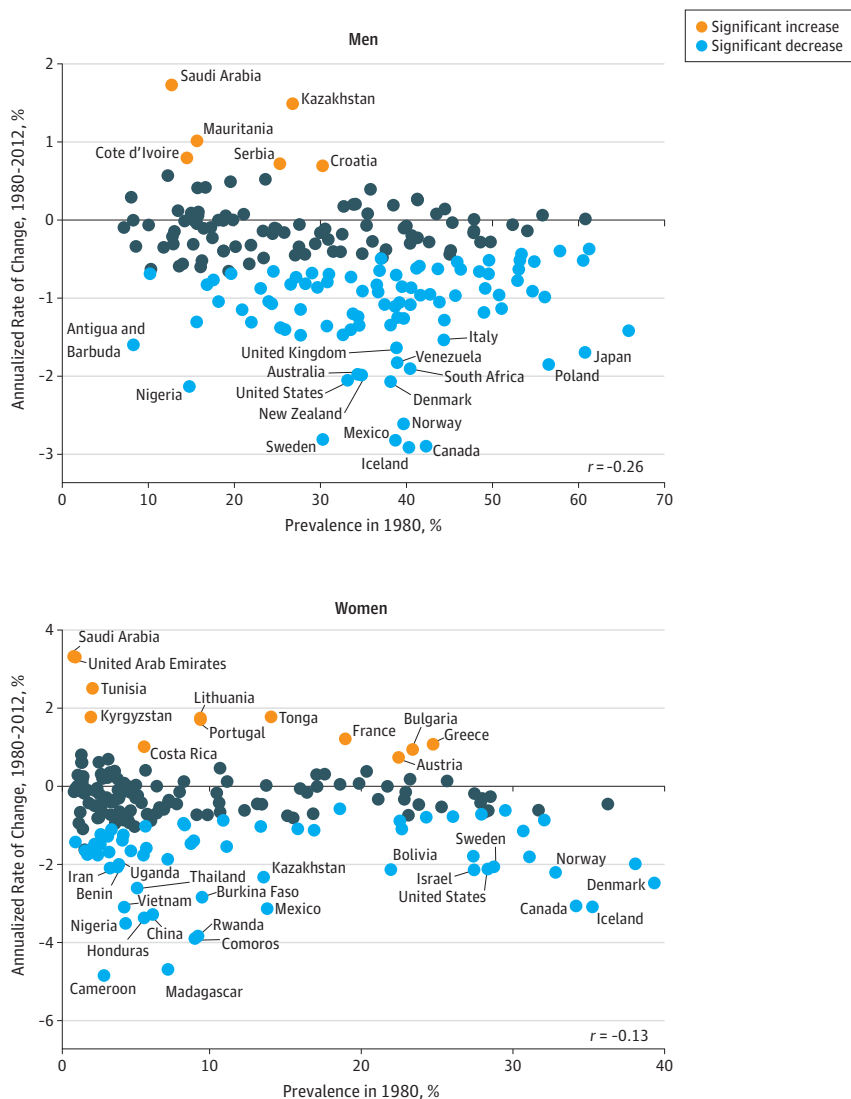 Significant increase
Significant decrease
Men
Annualized Rate of Change, 1980-2012, %
2
1
0
-1
-2
-3
Saudi Arabia
Kazakhstan
Mauritania
Cote d'Ivoire
Serbia
Croatia
Antigua and
Barbuda
Nigeria
Italy
United Kingdom
Venezuela
Japan
Australia
South Africa
Poland
United States
New Zealand
Denmark
Mexico
Norway
Sweden
Iceland
Canada
r = -0.26
0
10
20
30
40
50
60
70
Prevalence in 1980, %
Women
Annualized Rate of Change, 1980-2012, %
4
2
0
-2
-4
-6
Saudi Arabia
United Arab Emirates
Tunisia
Lithuania
Kyrgyzstan
Portugal
Tonga
France
Bulgaria
Greece
Costa Rica
Austria
Iran
Uganda
Benin
Thailand
Kazakhstan
Bolivia
Sweden
Norway
Vietnam
Burkina Faso
Israel
United States
Denmark
Nigeria
Mexico
Canada
Iceland
China
Rwanda
Honduras
Comoros
Cameroon
Madagascar
r = -0.13
0
10
20
30
40
Prevalence in 1980, %